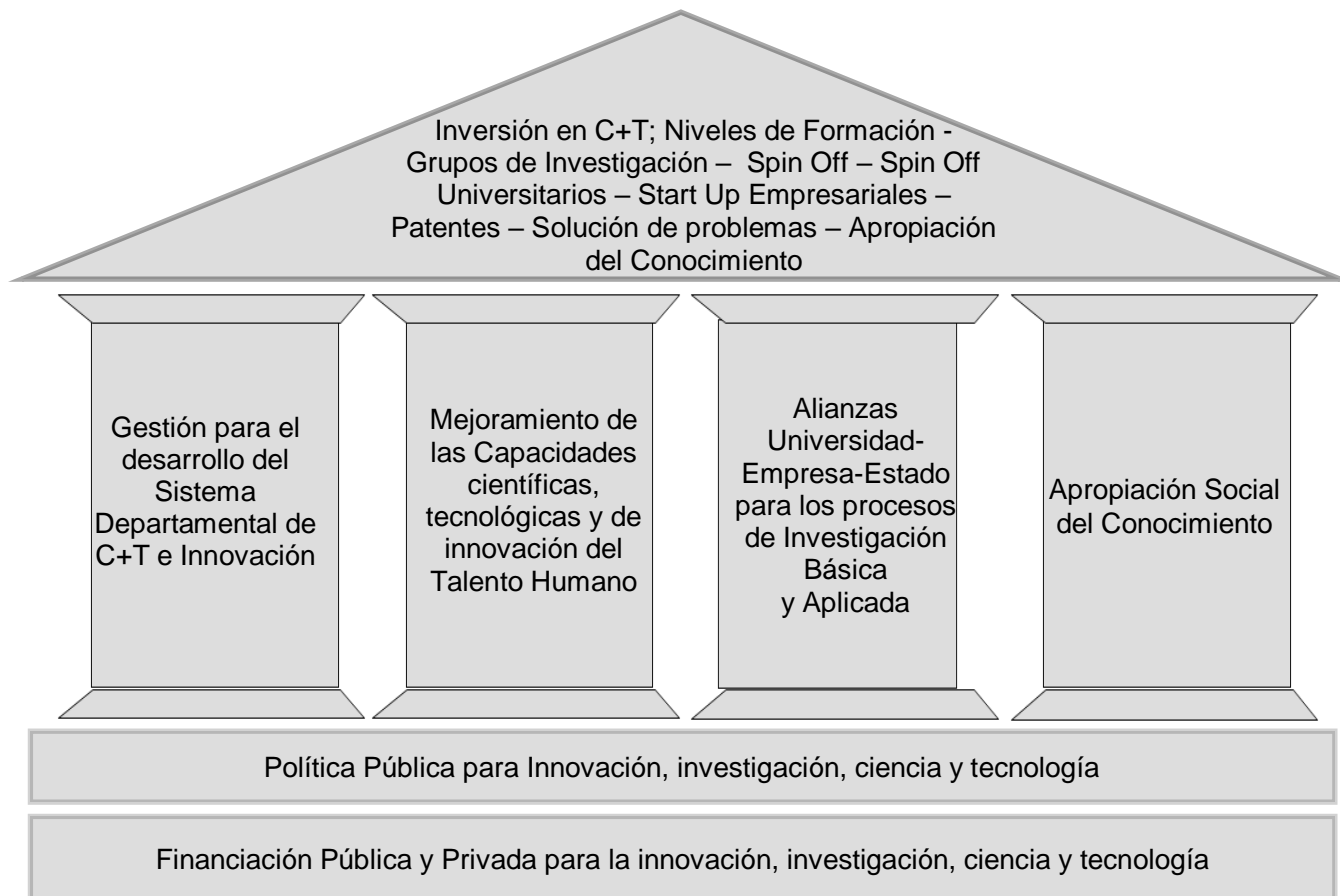 Inversión en C+T; Niveles de Formación -
Grupos de Investigación – Spin Off – Spin Off
Universitarios – Start Up Empresariales –
Patentes – Solución de problemas – Apropiación
del Conocimiento
Gestión para el
desarrollo del
Sistema
Departamental de
C+T e Innovación
Mejoramiento de
las Capacidades
científicas,
tecnológicas y de
innovación del
Talento Humano
Alianzas
Universidad-
Empresa-Estado
para los procesos
de Investigación
Básica
y Aplicada
Apropiación Social
del Conocimiento
Política Pública para Innovación, investigación, ciencia y tecnología
Financiación Pública y Privada para la innovación, investigación, ciencia y tecnología